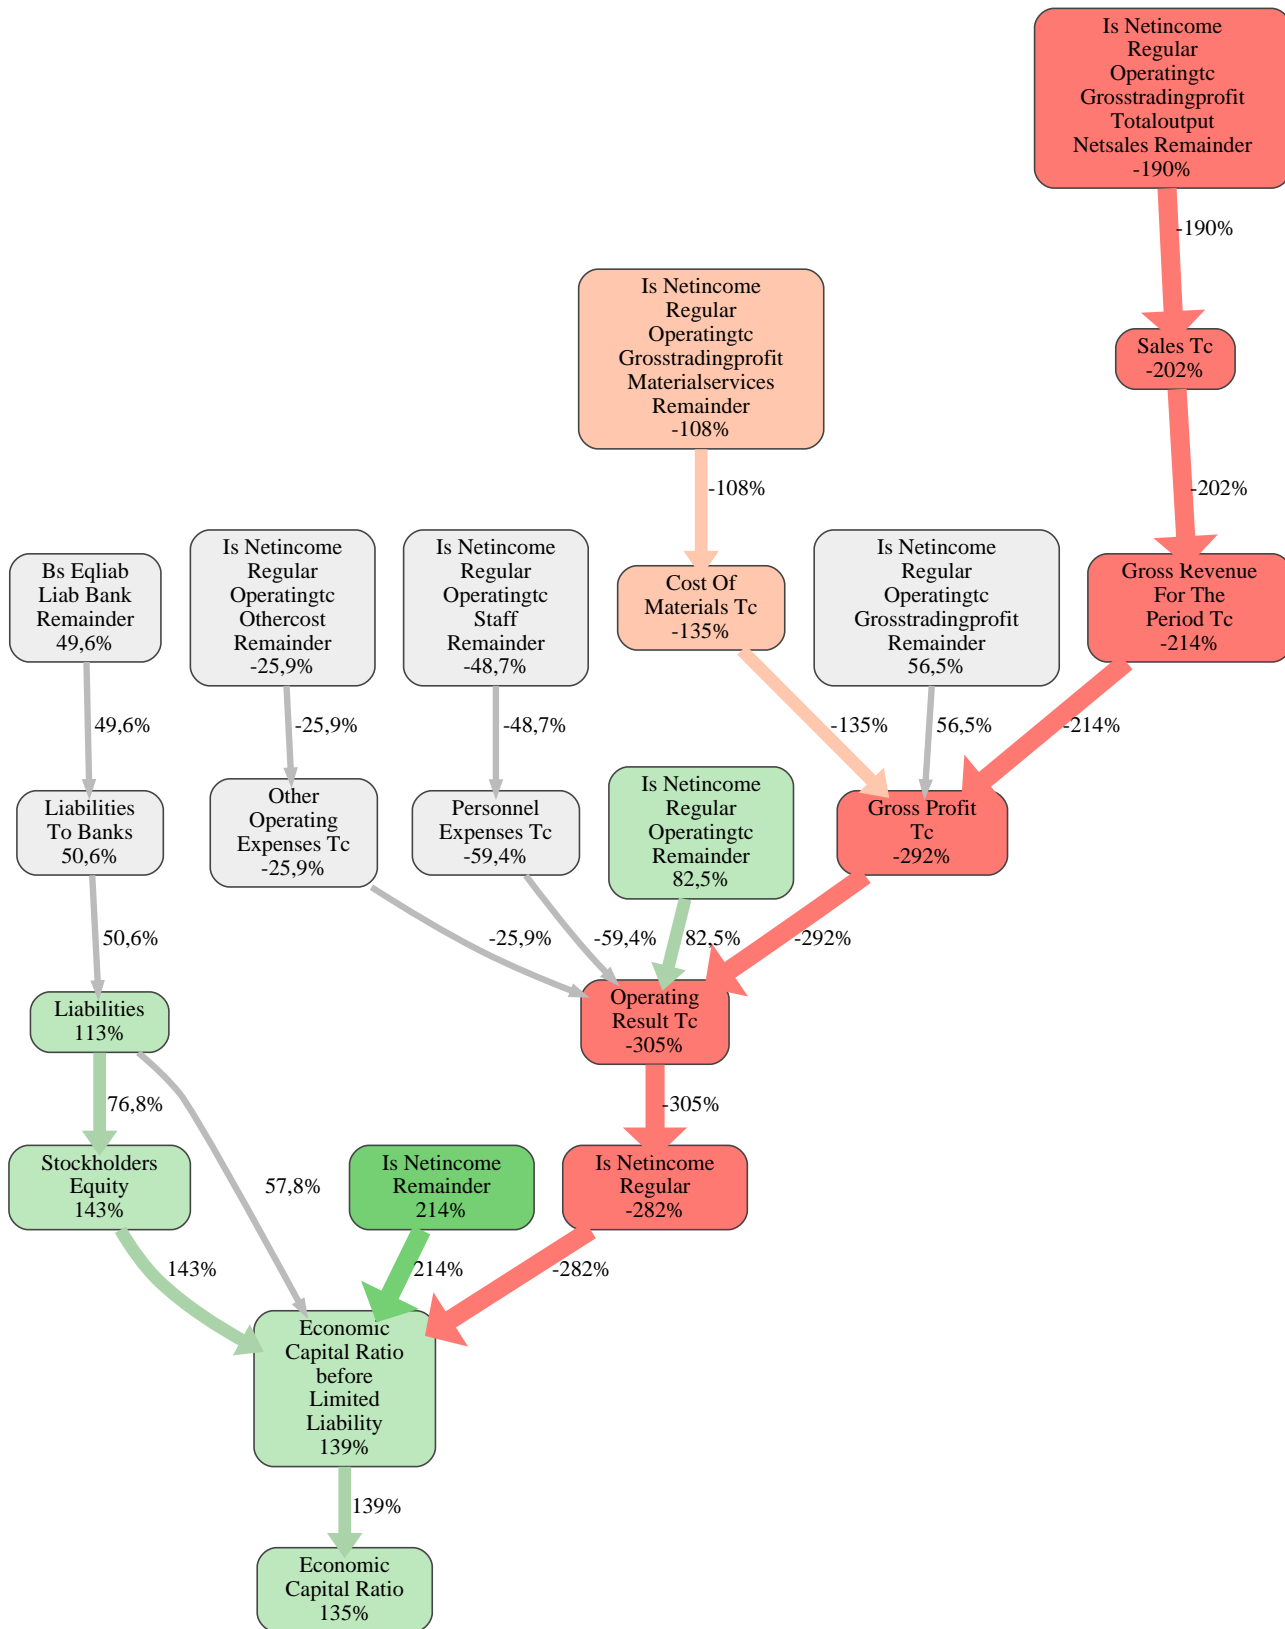 Is Netincome
Regular
Operatingtc
Grosstradingprofit
Totaloutput
Netsales Remainder
-190%
-190%
Is Netincome
Regular
Operatingtc
Grosstradingprofit
Materialservices
Remainder
-108%
Sales Tc
-202%
-108%
-202%
Bs Eqliab
Liab Bank
Remainder
49,6%
Is Netincome
Regular
Operatingtc
Othercost
Remainder
-25,9%
Is Netincome
Regular
Operatingtc
Staff
Remainder
-48,7%
Cost Of
Materials Tc
-135%
Is Netincome
Regular
Operatingtc
Grosstradingprofit
Remainder
56,5%
Gross Revenue
For The
Period Tc
-214%
49,6%
-25,9%
-48,7%
-135%
56,5%
-214%
Liabilities
To Banks
50,6%
Other
Operating
Expenses Tc
-25,9%
Personnel
Expenses Tc
-59,4%
Is Netincome
Regular
Operatingtc
Remainder
82,5%
Gross Profit
Tc
-292%
50,6%
-25,9%
-59,4%
82,5%
-292%
Liabilities
113%
Operating
Result Tc
-305%
76,8%
-305%
Stockholders
Equity
143%
57,8%
Is Netincome
Remainder
214%
Is Netincome
Regular
-282%
143%
214%
-282%
Economic
Capital Ratio
before
Limited
Liability
139%
139%
Economic
Capital Ratio
135%